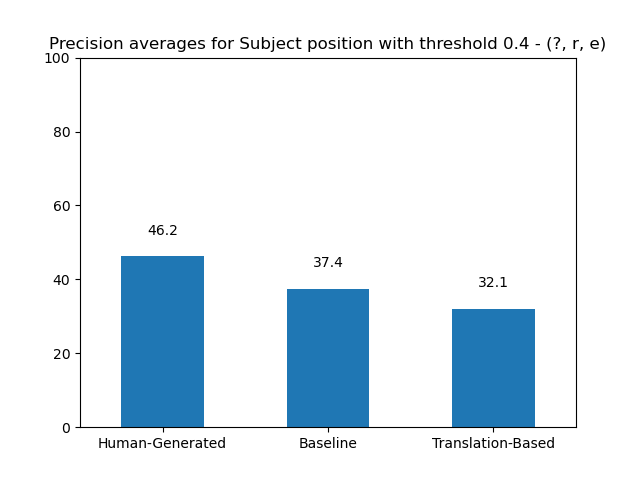 Precision averages for Subject position with threshold 0.4 - (?, r, e)
100
80
60
40
20
0
46.2
37.4
32.1
Human-Generated
Baseline
Translation-Based